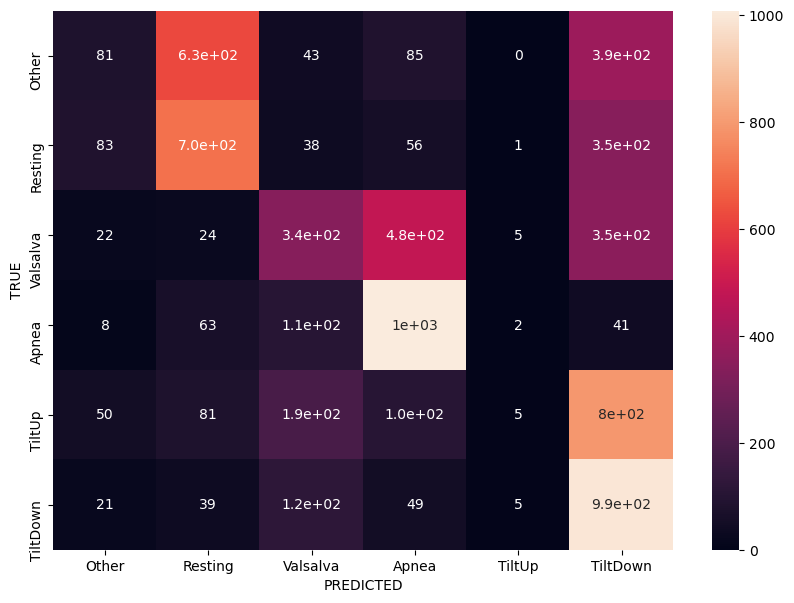 Other 81 6.3e+02 43 85 0 3.9e+02
Resting 83 7.0e+02 38 56 1 3.5e+02
Valsalva 22 24 3.4e+02 4.8e+02 5 3.5e+02
Apnea 8 63 1.1e+02 1e+03 2 41
TiltUp 50 81 1.9e+02 1.0e+02 5 8e+02
TiltDown 21 39 1.2e+02 49 5 9.9e+02
TRUE
Other Resting Valsalva Apnea TiltUp TiltDown
PREDICTED
1000
800
600
400
200
0